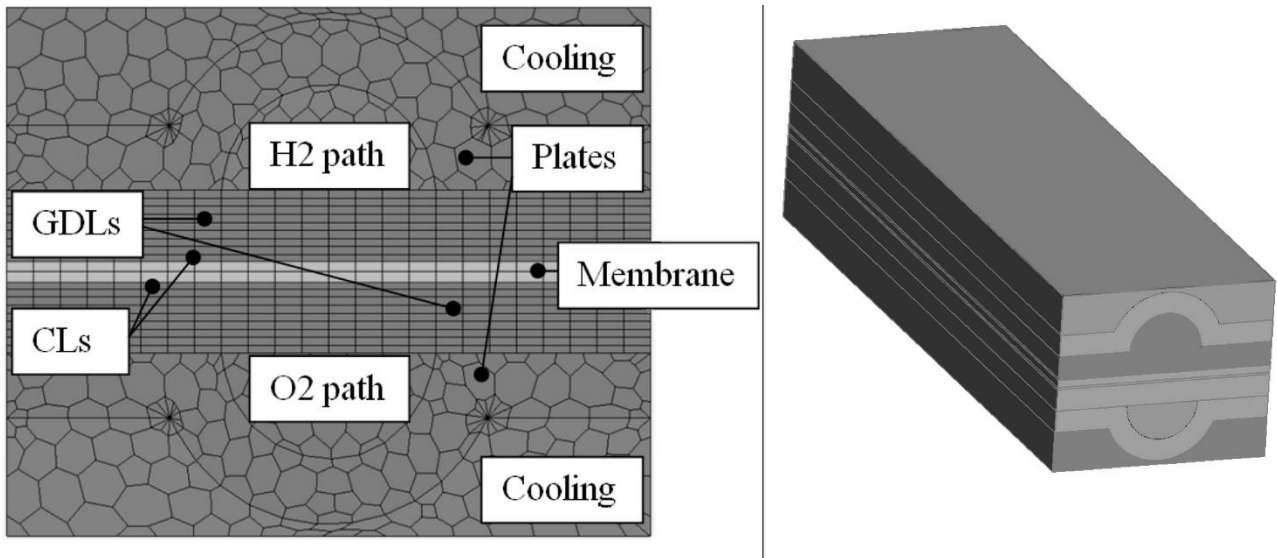 Cooling
H2 path
Plates
GDLs
Membrane
CLs
O2 path
Cooling